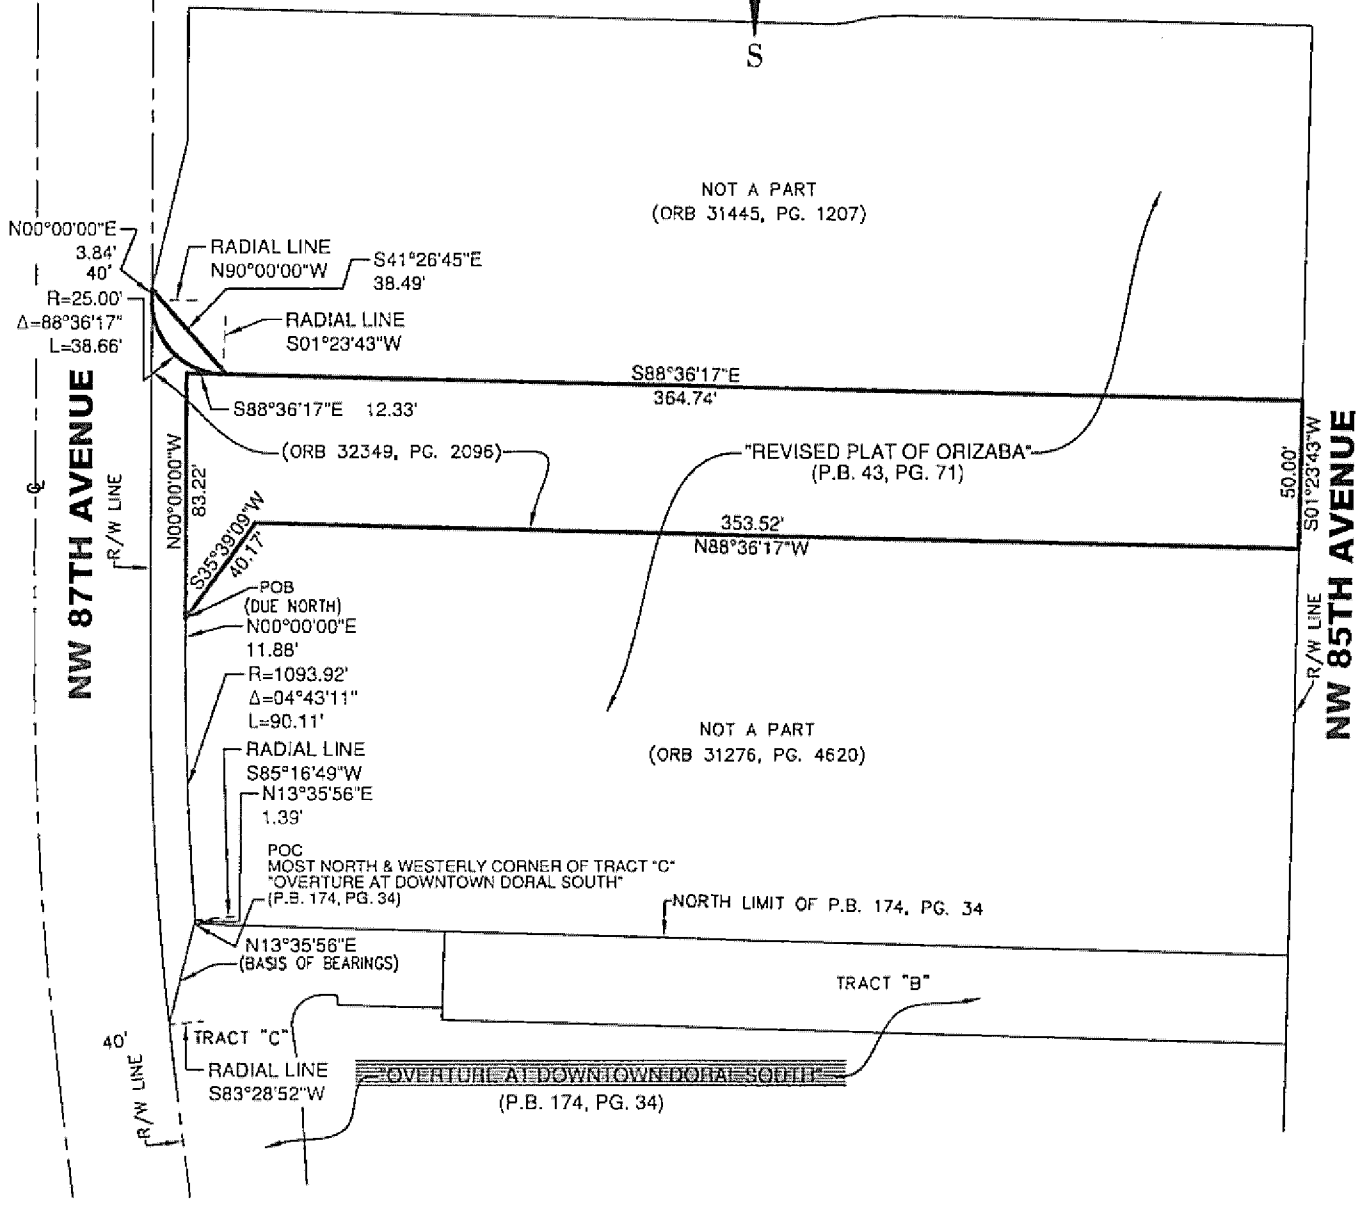 S
NOT A PART
(ORB 31445, PG. 1207)
N00°00'00"E
3.84'
40'
RADIAL LINE
N90°00'00"W
S41°26'45"E
38.49'
R=25.00'
Δ=88°36'17"
L=38.66'
RADIAL LINE
S01°23'43"W
S88°36'17"E
364.74'
S88°36'17"E 12.33'
(ORB 32349, PG. 2096)
"REVISED PLAT OF ORIZABA"
(P.B. 43, PG. 71)
NW 87TH AVENUE
R/W LINE
N00°00'00"W
83.22'
S35°39'09"W
40.17'
353.52'
N88°36'17"W
50.00'
S01°23'43"W
NW 85TH AVENUE
R/W LINE
POB
(DUE NORTH)
N00°00'00"E
11.88'
R=1093.92'
Δ=04°43'11"
L=90.11'
RADIAL LINE
S85°16'49"W
N13°35'56"E
1.39'
NOT A PART
(ORB 31276, PG. 4620)
POC
MOST NORTH & WESTERLY CORNER OF TRACT "C"
"OVERTURE AT DOWNTOWN DORAL SOUTH"
(P.B. 174, PG. 34)
NORTH LIMIT OF P.B. 174, PG. 34
N13°35'56"E
(BASIS OF BEARINGS)
TRACT "B"
40'
TRACT "C"
R/W LINE
RADIAL LINE
S83°28'52"W
"OVERTURE AT DOWNTOWN DORAL SOUTH"
(P.B. 174, PG. 34)